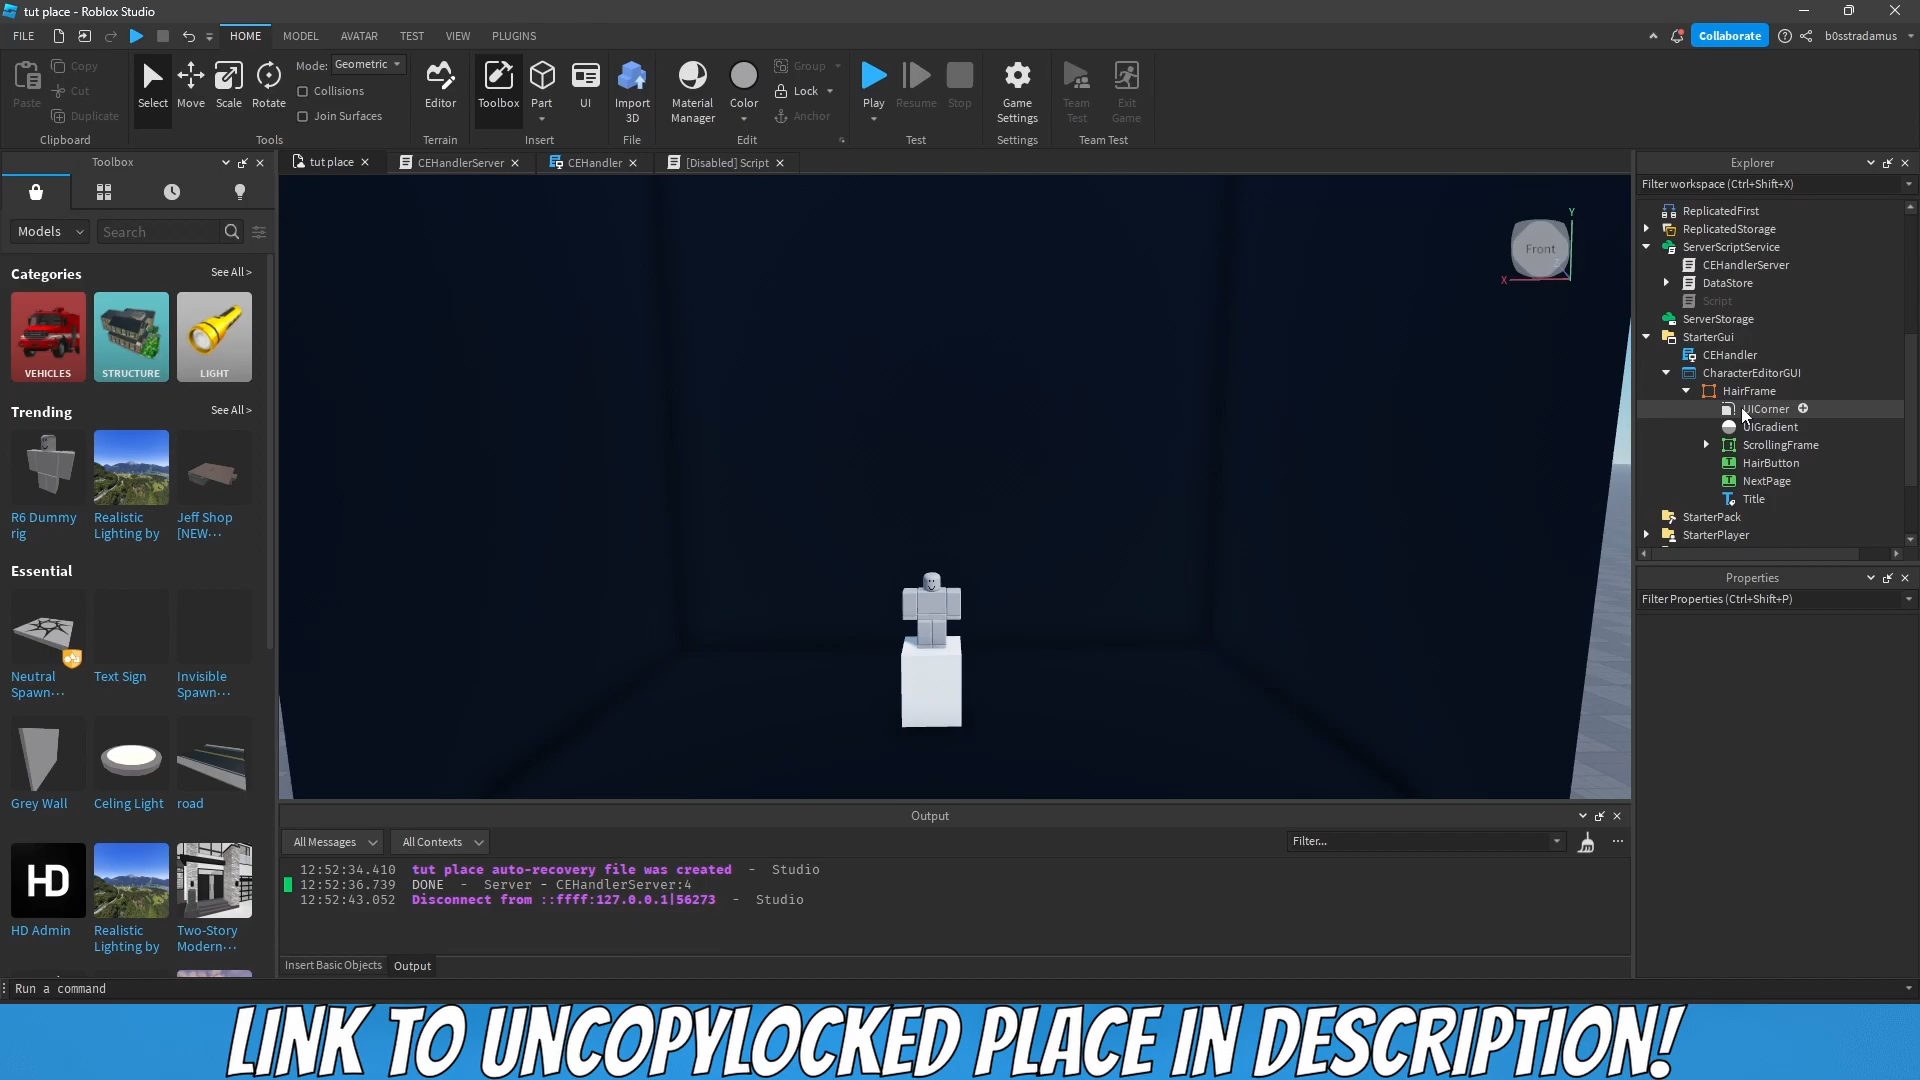 tut place - Roblox Studio
FILE
HOME
MODEL
AVATAR
TEST
VIEW
PLUGINS
Collaborate
b0sstradamus
Paste
Copy
Cut
Duplicate
Clipboard
Select
Move
Scale
Rotate
Mode: Geometric
Collisions
Join Surfaces
Tools
Editor
Terrain
Toolbox
Part
UI
Insert
Import 3D
File
Material Manager
Color
Group
Lock
Anchor
Edit
Play
Resume
Stop
Test
Game Settings
Settings
Team Test
Exit Game
Team Test
Toolbox
tut place
CEHandlerServer
CEHandler
[Disabled] Script
Models
Search
Categories
See All >
VEHICLES
STRUCTURE
LIGHT
Trending
See All >
R6 Dummy rig
Realistic Lighting by
Jeff Shop [NEW...
Essential
Neutral Spawn...
Text Sign
Invisible Spawn...
Grey Wall
Celing Light
road
HD
HD Admin
Realistic Lighting by
Two-Story Modern...
Front
Y
X
Explorer
Filter workspace (Ctrl+Shift+X)
ReplicatedFirst
ReplicatedStorage
ServerScriptService
CEHandlerServer
DataStore
Script
ServerStorage
StarterGui
CEHandler
CharacterEditorGUI
HairFrame
UICorner
UIGradient
ScrollingFrame
HairButton
NextPage
Title
StarterPack
StarterPlayer
Properties
Filter Properties (Ctrl+Shift+P)
Output
All Messages
All Contexts
Filter...
12:52:34.410 tut place auto-recovery file was created - Studio
12:52:36.739 DONE - Server - CEHandlerServer:4
12:52:43.052 Disconnect from ::ffff:127.0.0.1|56273 - Studio
Insert Basic Objects
Output
Run a command
LINK TO UNCOPYLOCKED PLACE IN DESCRIPTION!